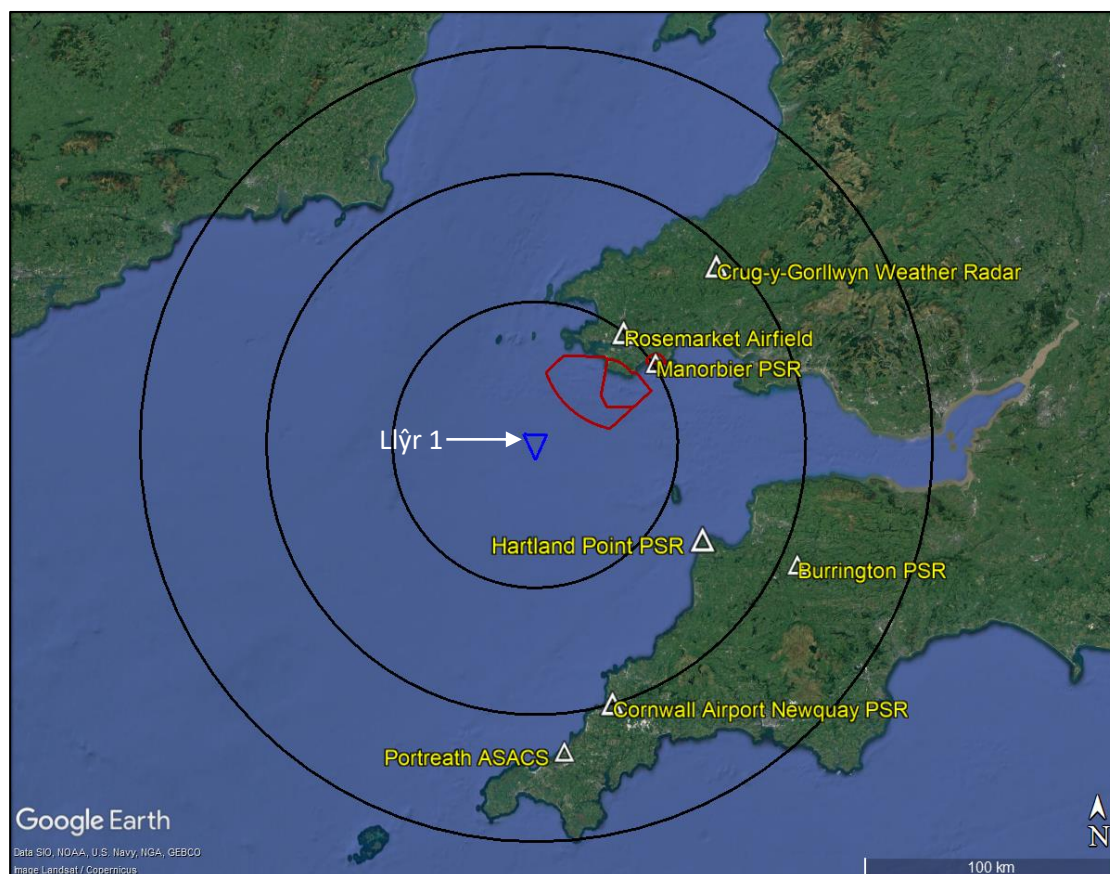 Crug-y-Gorllwyn Weather Radar
Rosemarket Airfield
Manorbier PSR
Llŷr 1
Hartland Point PSR
Burrington PSR
Cornwall Airport Newquay PSR
Portreath ASACS
Google Earth
N
Data SIO, NOAA, U.S. Navy, NGA, GEBCO
Image Landsat / Copernicus
100 km